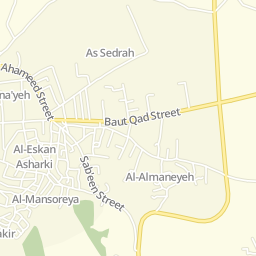 As Sedrah
Ahameed Street
na'yeh
Baut Qad Street
Al-Eskan
Asharki
Sab'een Street
Al-Almaneyeh
Al-Mansoreya
akir